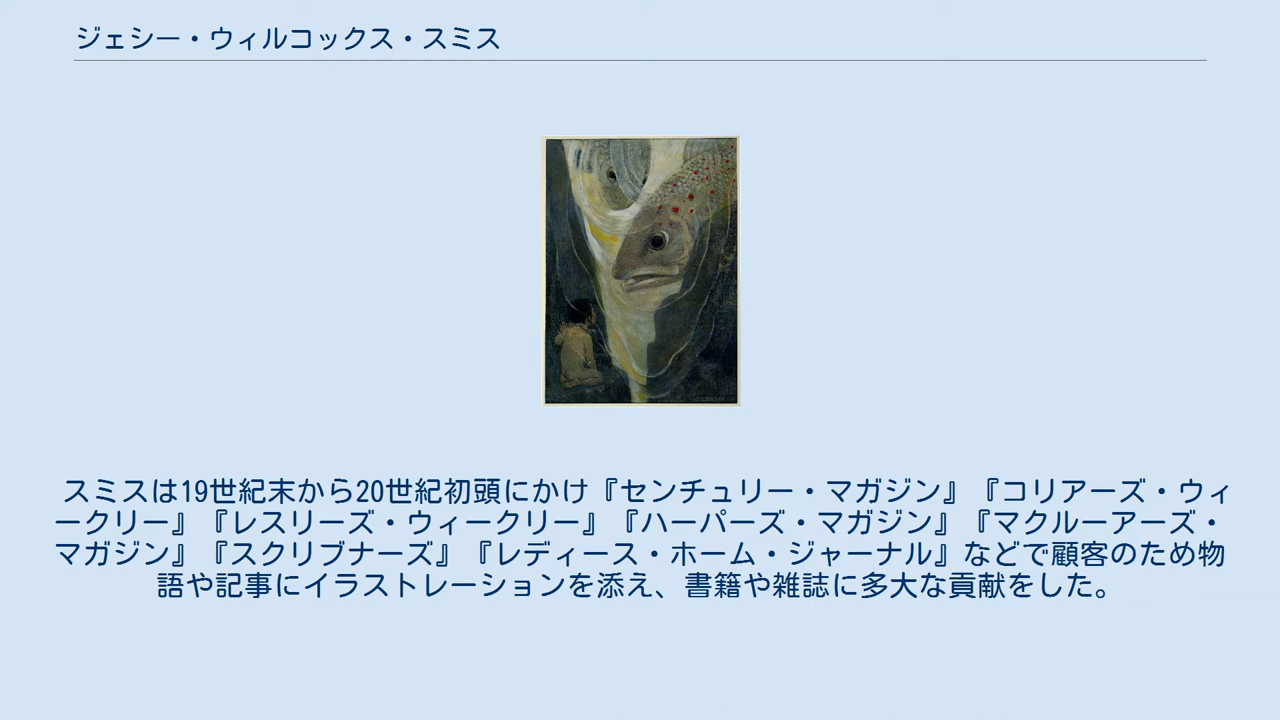 ジェシー・ウィルコックス・スミス
スミスは19世紀末から20世紀初頭にかけ『センチュリー・マガジン』『コリアーズ・ウィ
ークリー』『レスリーズ・ウィークリー』『ハーパーズ・マガジン』『マクルーアーズ・
マガジン』『スクリブナーズ』『レディース・ホーム・ジャーナル』などで顧客のため物
語や記事にイラストレーションを添え、書籍や雑誌に多大な貢献をした。